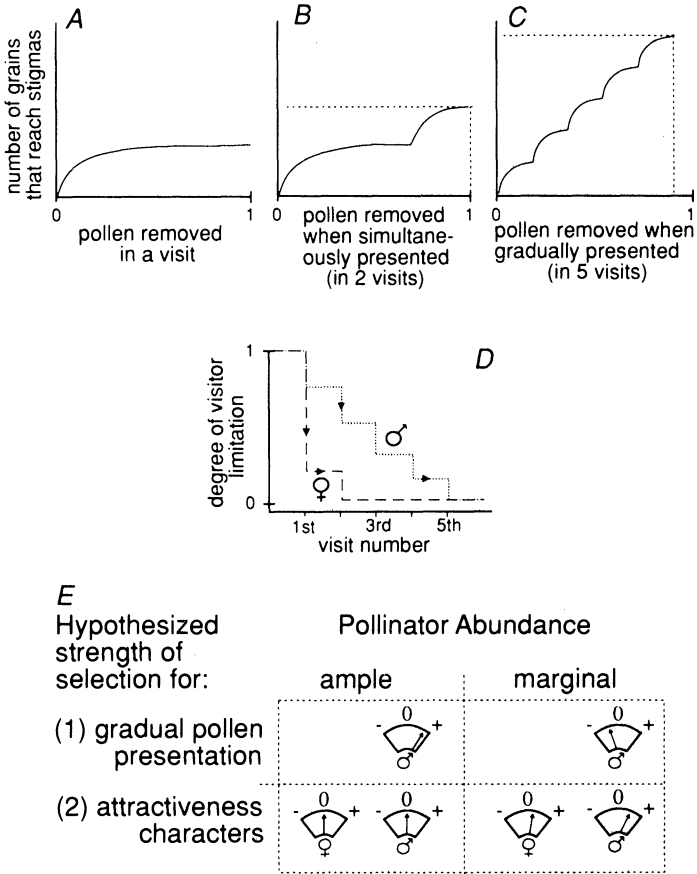 A
number of grains
that reach stigmas
0
1
pollen removed
in a visit
B
0
1
pollen removed
when simultane-
ously presented
(in 2 visits)
C
0
1
pollen removed when
gradually presented
(in 5 visits)
D
degree of visitor
limitation
1
0
♂
♀
1st 3rd 5th
visit number
E
Hypothesized
strength of
selection for:
Pollinator Abundance
ample marginal
(1) gradual pollen
presentation
- 0 +
♂
- 0 +
♂
(2) attractiveness
characters
- 0 +
♀
- 0 +
♂
- 0 +
♀
- 0 +
♂